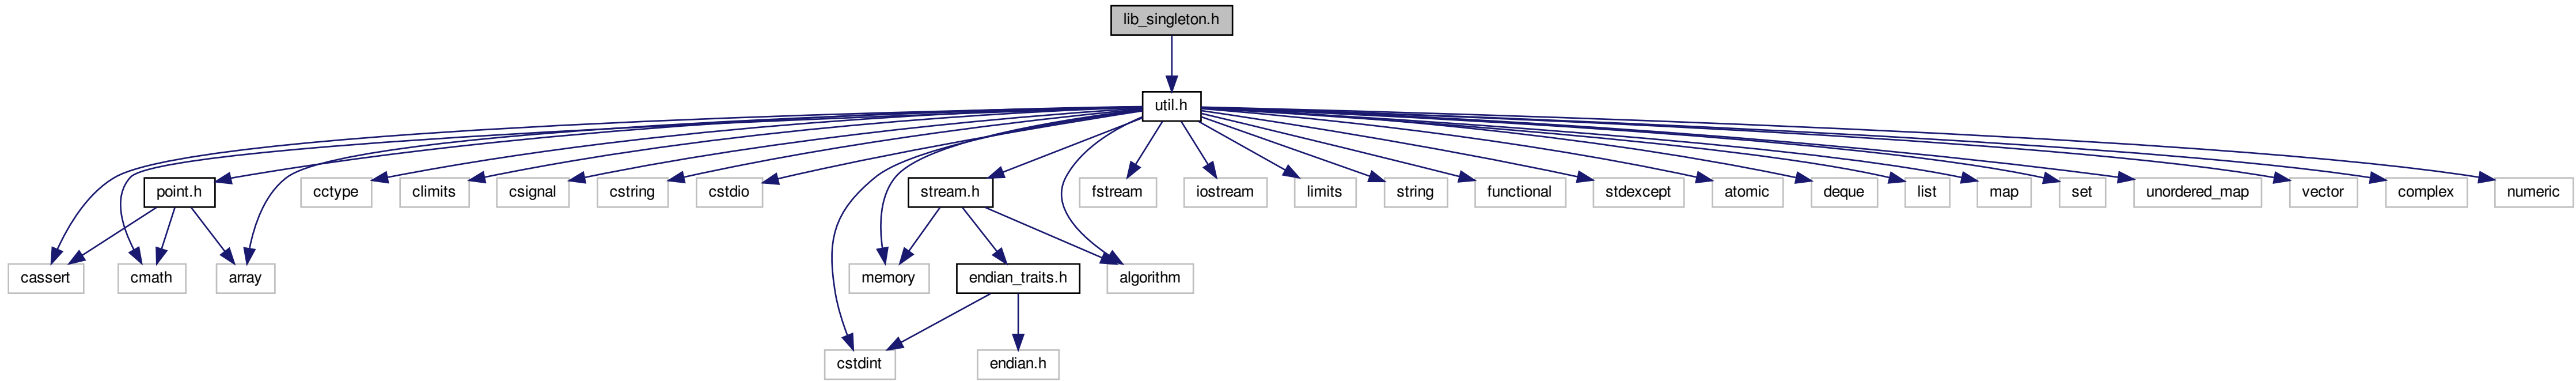 lib_singleton.h
util.h
point.h
cctype
climits
csignal
cstring
cstdio
stream.h
fstream
iostream
limits
string
functional
stdexcept
atomic
deque
list
map
set
unordered_map
vector
complex
numeric
cassert
cmath
array
memory
endian_traits.h
algorithm
cstdint
endian.h